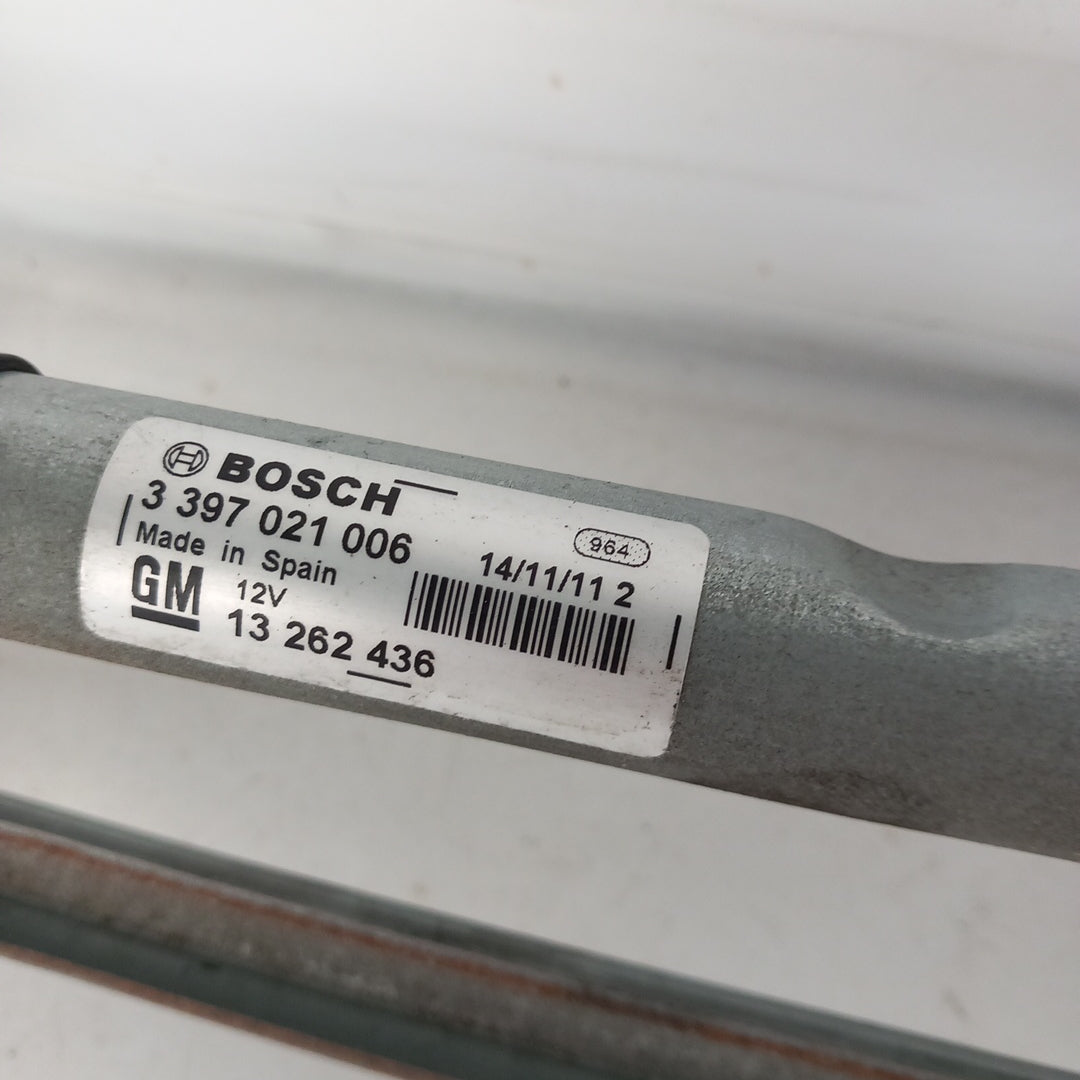 BOSCH
3 397 021 006
964
Made in Spain
14/11/11 2
GM
12V
13 262 436